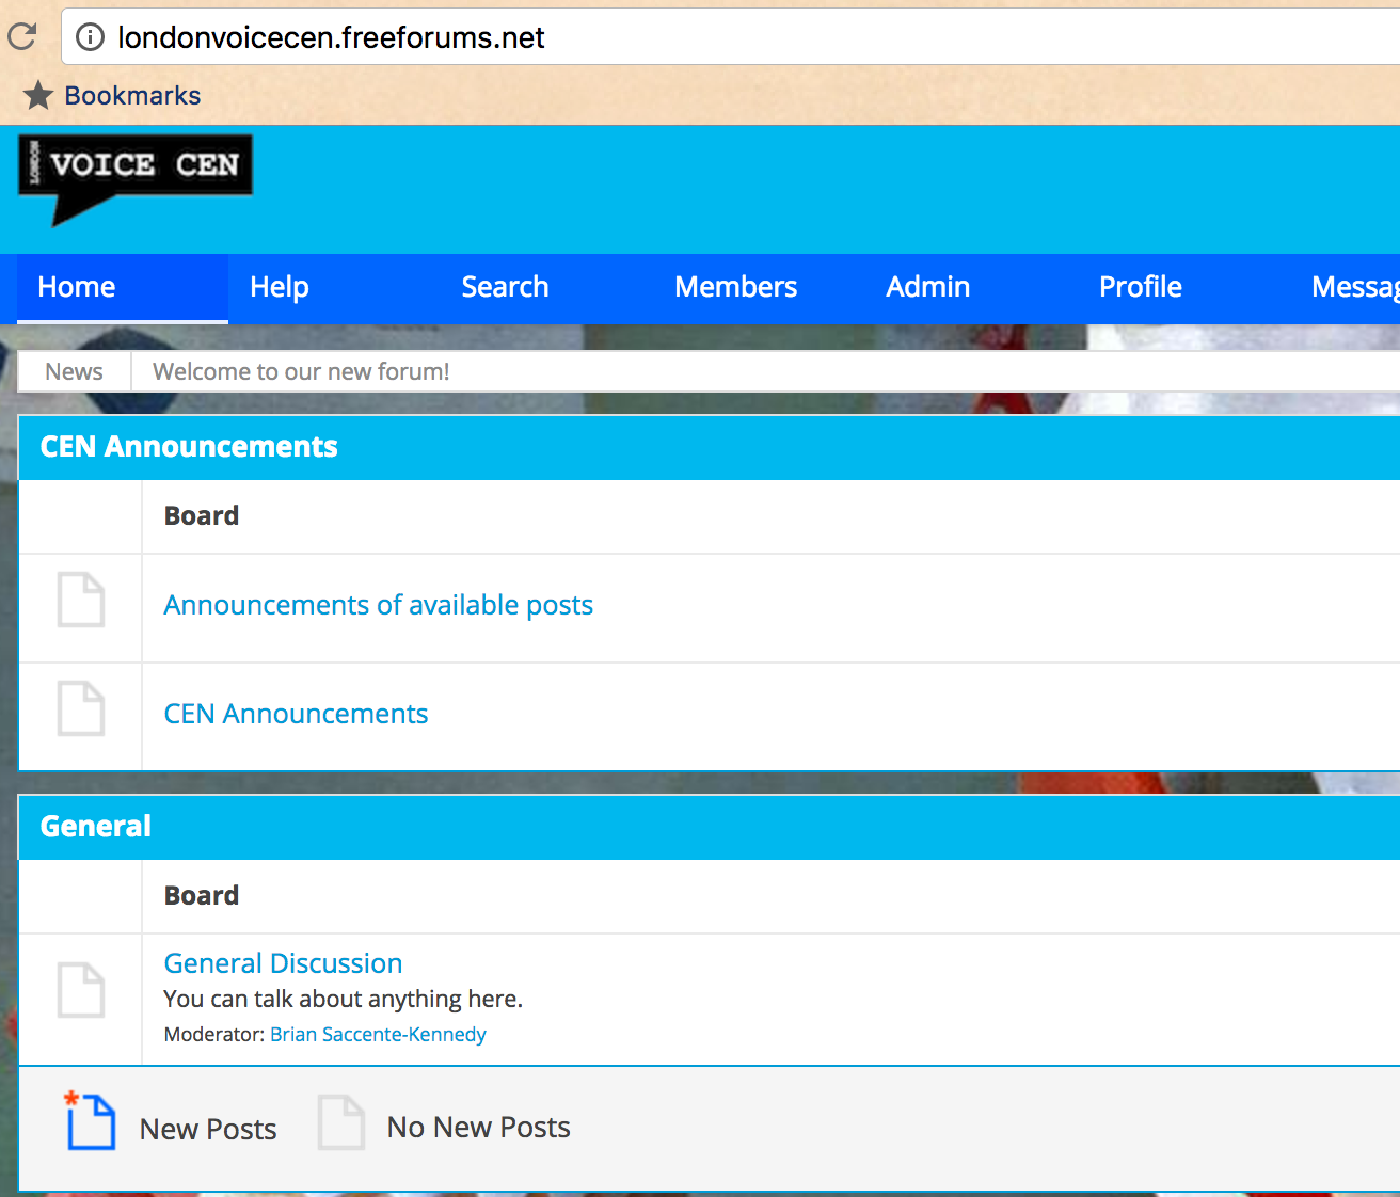 londonvoicecen.freeforums.net
Bookmarks
LONDON VOICE CEN
Home Help Search Members Admin Profile Messag
News Welcome to our new forum!
CEN Announcements
Board
Announcements of available posts
CEN Announcements
General
Board
General Discussion
You can talk about anything here.
Moderator: Brian Saccente-Kennedy
New Posts No New Posts